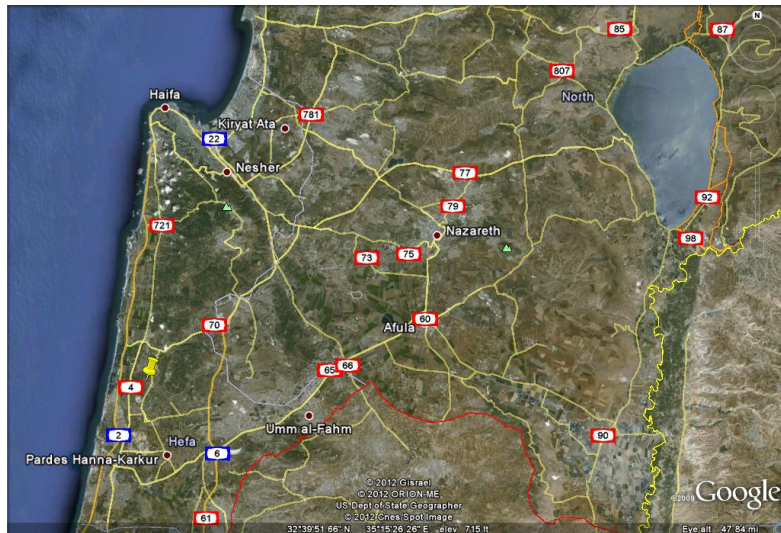 N
85
87
807
North
Haifa
781
Kiryat Ata
22
Nesher
77
79
92
721
Nazareth
98
73
75
70
60
Afula
66
65
4
Umm al-Fahm
2
Hefa
90
Pardes Hanna-Karkur
6
61
© 2012 Gisrael
© 2012 ORION-ME
US Dept of State Geographer
© 2012 Cnes/Spot Image
©2009 Google
32°39'51.66" N 35°15'26.26" E elev 715 ft
Eye alt 47.84 mi